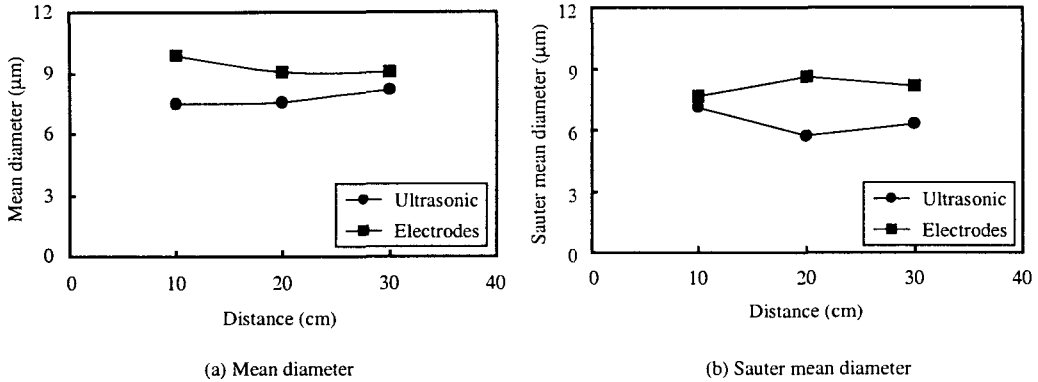 12
9
6
3
0
Mean diameter (μm)
Ultrasonic
Electrodes
0 10 20 30 40
Distance (cm)
(a) Mean diameter
12
9
6
3
0
Sauter mean diameter (μm)
Ultrasonic
Electrodes
0 10 20 30 40
Distance (cm)
(b) Sauter mean diameter